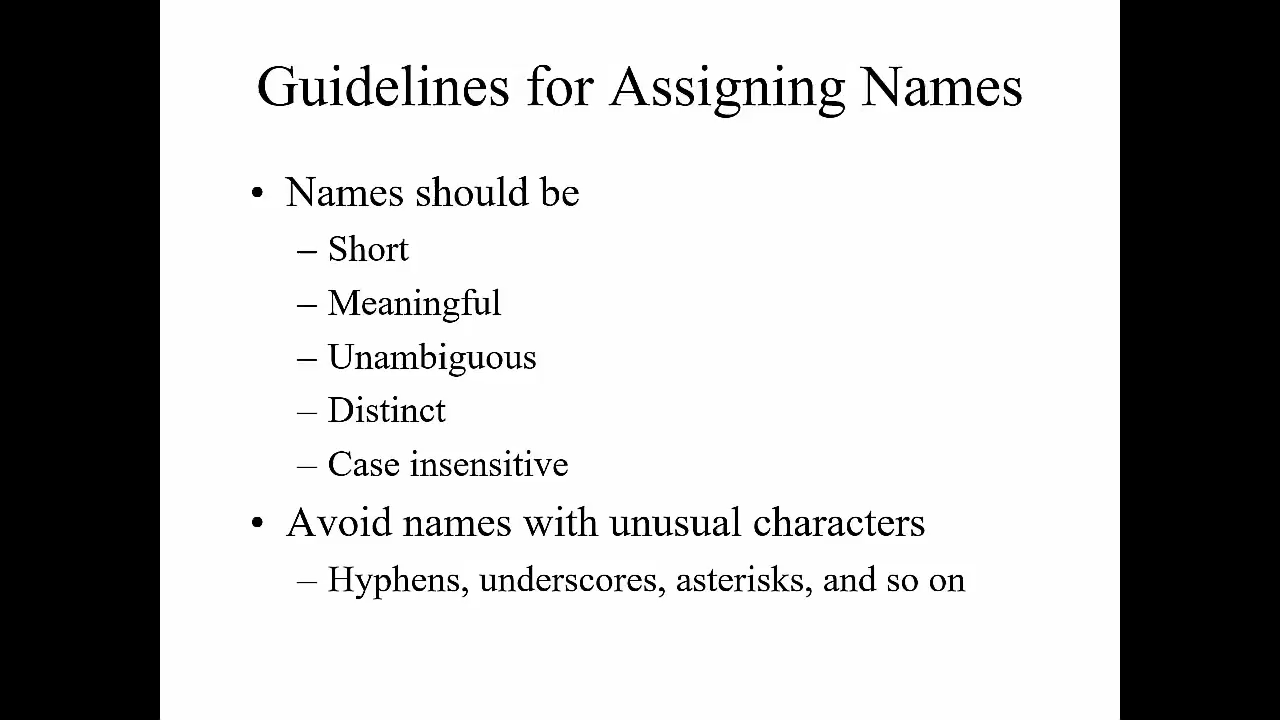 Guidelines for Assigning Names
• Names should be
– Short
– Meaningful
– Unambiguous
– Distinct
– Case insensitive
• Avoid names with unusual characters
– Hyphens, underscores, asterisks, and so on